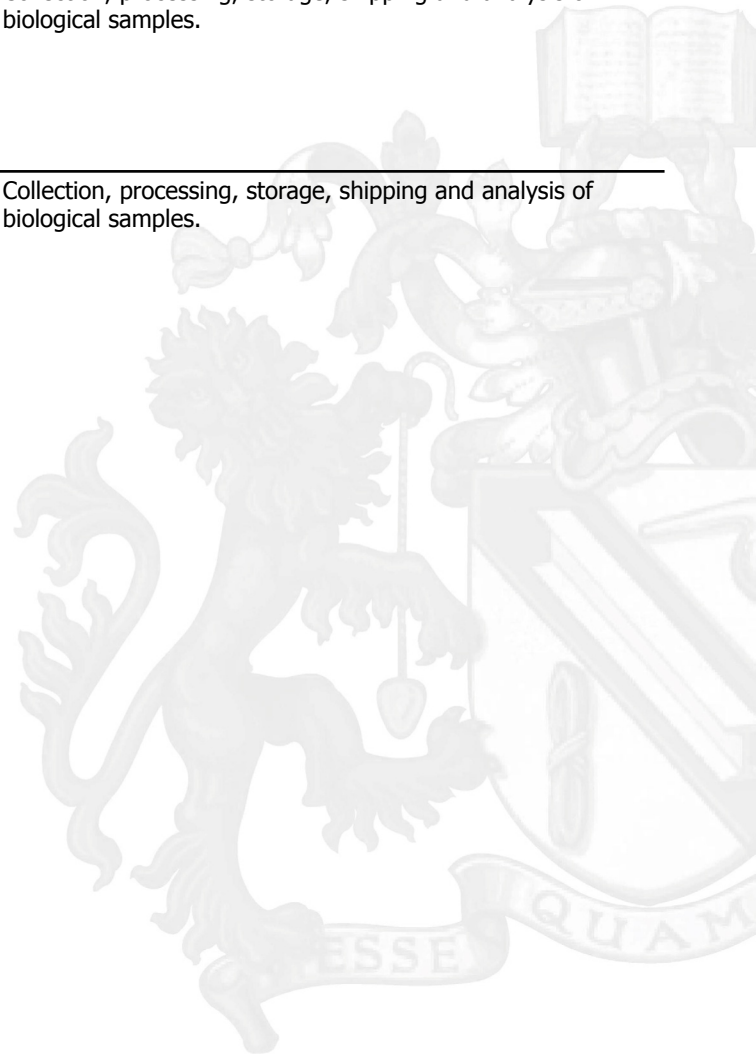 biological samples.
Collection, processing, storage, shipping and analysis of
biological samples.
ESSE
QUAM